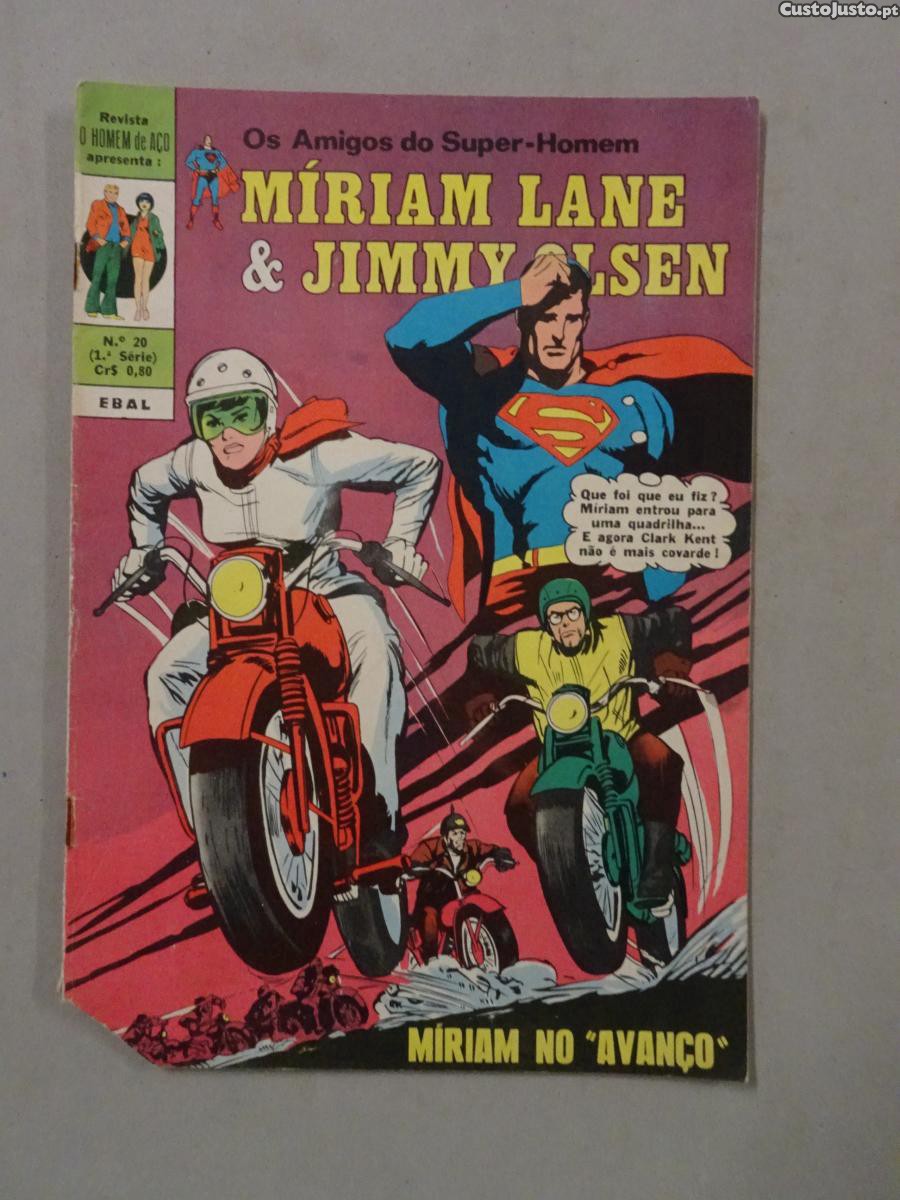 CustoJusto.pt
Revista
O HOMEM de AÇO
apresenta :
Os Amigos do Super-Homem
MÍRIAM LANE
& JIMMY OLSEN
N.º 20
(1.ª Série)
Cr$ 0,80
EBAL
S
Que foi que eu fiz?
Míriam entrou para
uma quadrilha...
E agora Clark Kent
não é mais covarde!
MÍRIAM NO "AVANÇO"